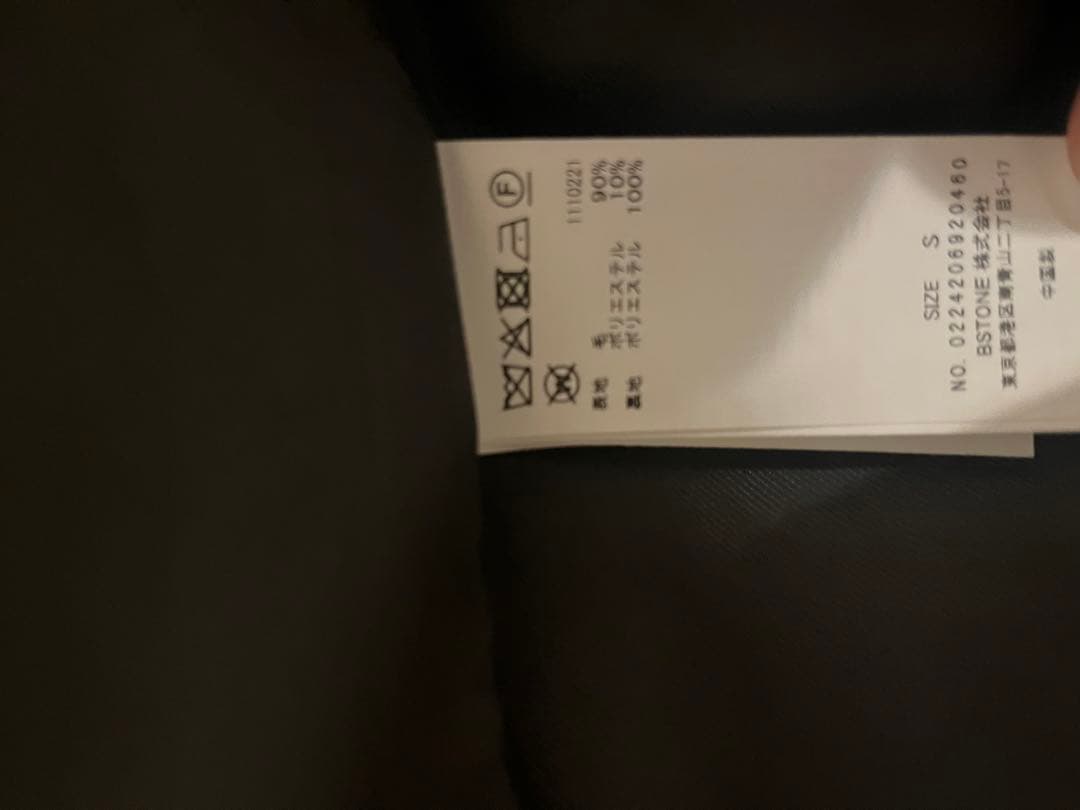 F
W
1110221
表地 毛 90%
ポリエステル 10%
裏地 ポリエステル 100%
SIZE S
NO. 0224206920460
BSTONE 株式会社
東京都港区南青山二丁目5-17
中国製